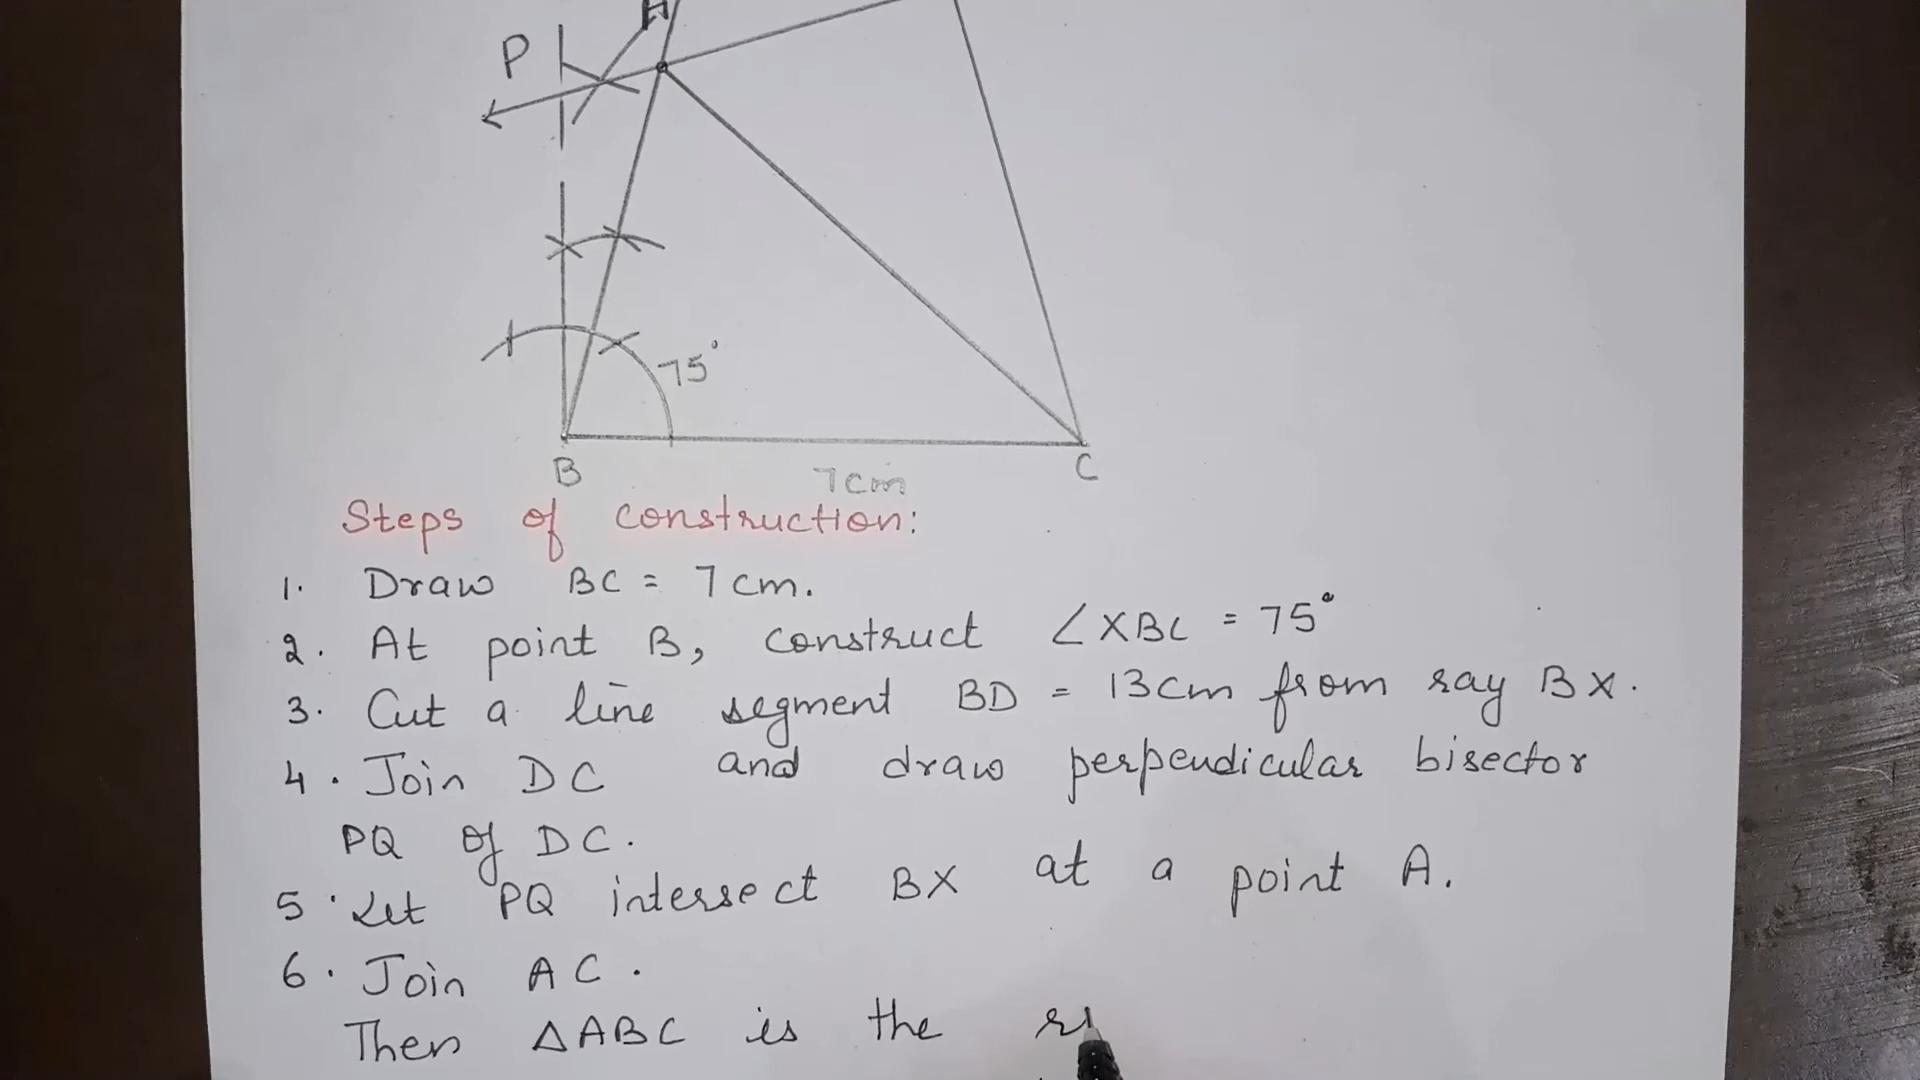 A
P
75°
B
7cm
C
Steps of construction:
1. Draw BC = 7cm.
2. At point B, construct ∠XBC = 75°
3. Cut a line segment BD = 13cm from ray BX.
4. Join DC and draw perpendicular bisector
PQ of DC.
5. Let PQ intersect BX at a point A.
6. Join AC.
Then △ABC is the